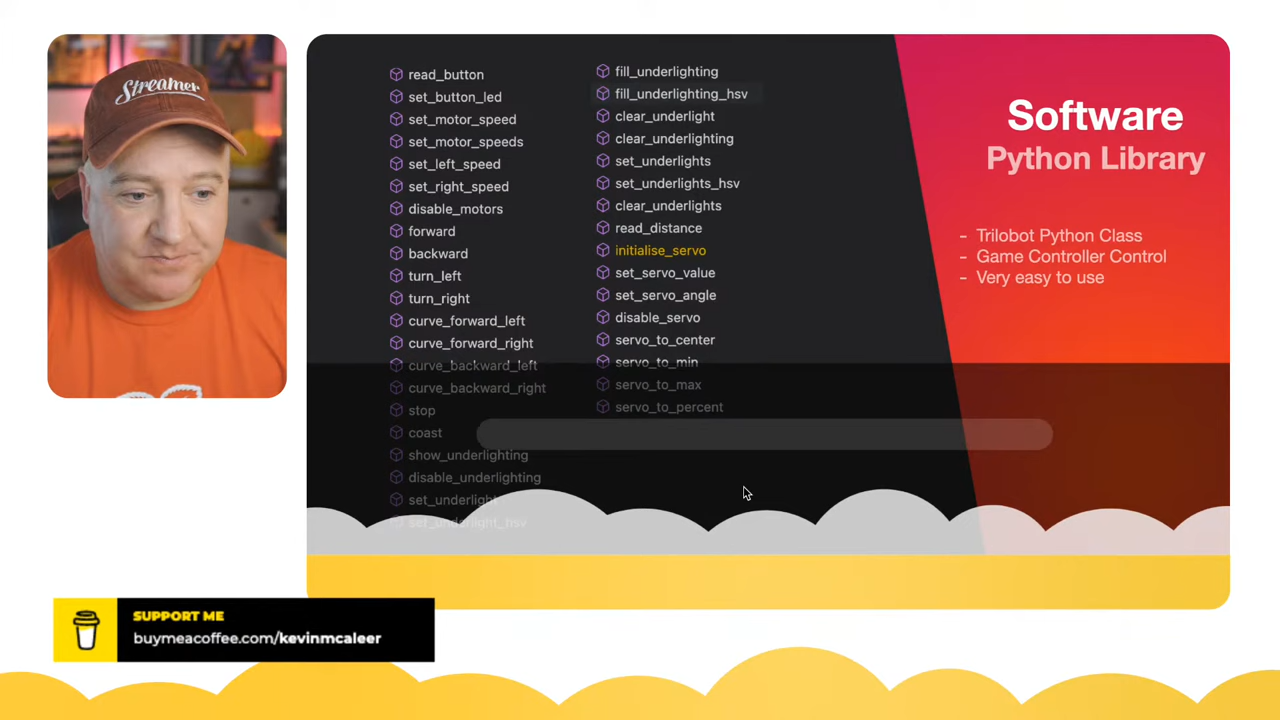 Streamer
read_button
set_button_led
set_motor_speed
set_motor_speeds
set_left_speed
set_right_speed
disable_motors
forward
backward
turn_left
turn_right
curve_forward_left
curve_forward_right
curve_backward_left
curve_backward_right
stop
coast
show_underlighting
disable_underlighting
set_underlight
set_underlight_hsv
fill_underlighting
fill_underlighting_hsv
clear_underlight
clear_underlighting
set_underlights
set_underlights_hsv
clear_underlights
read_distance
initialise_servo
set_servo_value
set_servo_angle
disable_servo
servo_to_center
servo_to_min
servo_to_max
servo_to_percent
Software
Python Library
- Trilobot Python Class
- Game Controller Control
- Very easy to use
SUPPORT ME
buymeacoffee.com/kevinmcaleer